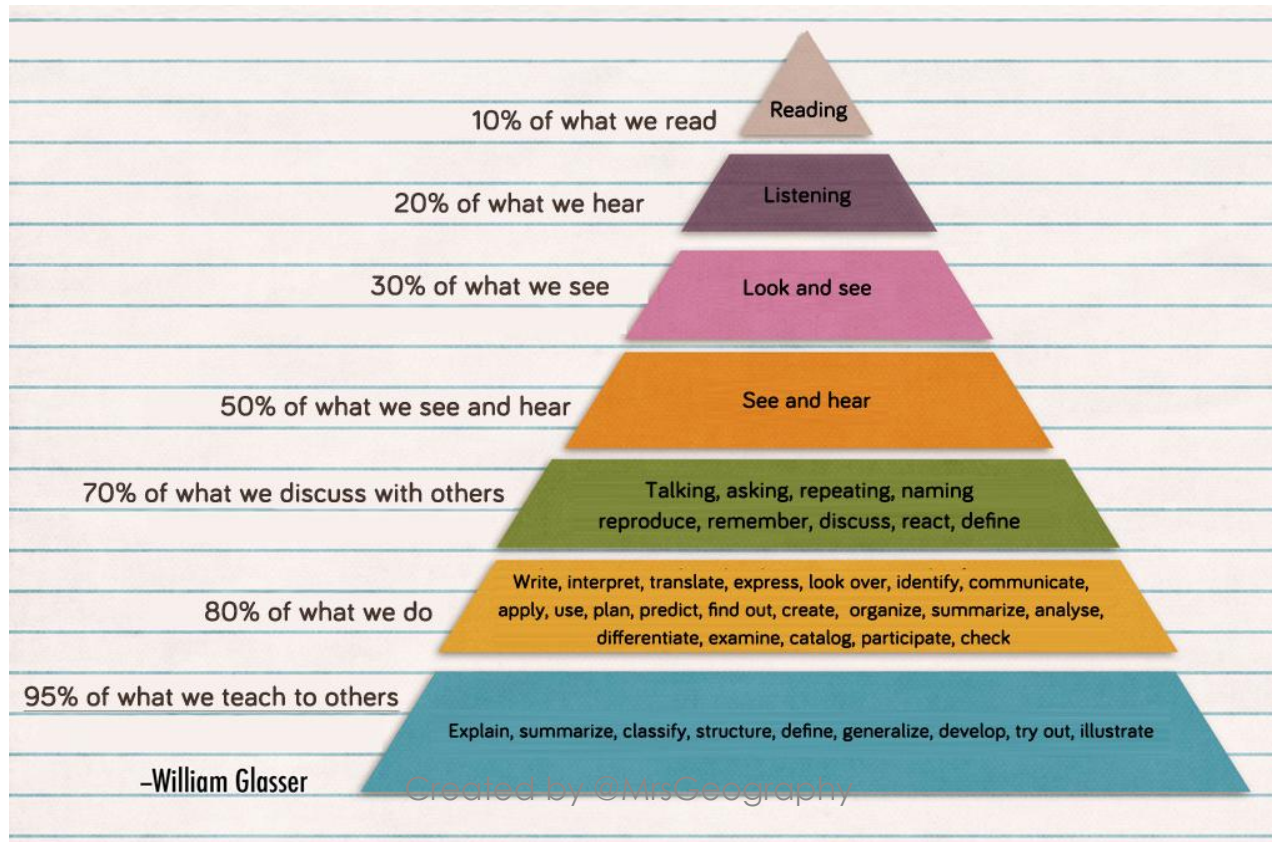 Reading
10% of what we read
Listening
20% of what we hear
Look and see
30% of what we see
See and hear
50% of what we see and hear
Talking, asking, repeating, naming
reproduce, remember, discuss, react, define
70% of what we discuss with others
Write, interpret, translate, express, look over, identify, communicate,
apply, use, plan, predict, find out, create, organize, summarize, analyse,
differentiate, examine, catalog, participate, check
80% of what we do
95% of what we teach to others
Explain, summarize, classify, structure, define, generalize, develop, try out, illustrate
–William Glasser
Created by @MrsGeography